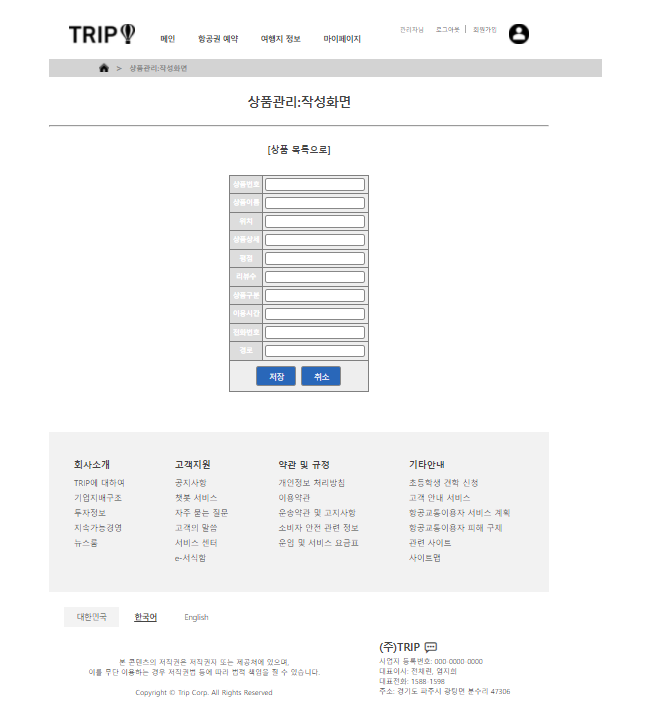 TRIP
메인 항공권 예약 여행지 정보 마이페이지
관리자님 로그아웃 | 회원가입
> 상품관리:작성화면
상품관리:작성화면
[상품 목록으로]
상품번호
상품이름
위치
상품상세
평점
리뷰수
상품구분
이용시간
전화번호
경로
저장 취소
회사소개
TRIP에 대하여
기업지배구조
투자정보
지속가능경영
뉴스룸
고객지원
공지사항
챗봇 서비스
자주 묻는 질문
고객의 말씀
서비스 센터
e-서식함
약관 및 규정
개인정보 처리방침
이용약관
운송약관 및 고지사항
소비자 안전 관련 정보
운임 및 서비스 요금표
기타안내
초등학생 견학 신청
고객 안내 서비스
항공교통이용자 서비스 계획
항공교통이용자 피해 구제
관련 사이트
사이트맵
대한민국 한국어 English
본 콘텐츠의 저작권은 저작권자 또는 제공처에 있으며,
이를 무단 이용하는 경우 저작권법 등에 따라 법적 책임을 질 수 있습니다.
Copyright © Trip Corp. All Rights Reserved
(주)TRIP
사업자 등록번호: 000-0000-0000
대표이사: 전채린, 염지희
대표전화: 1588-1598
주소: 경기도 파주시 광탄면 분수리 47306